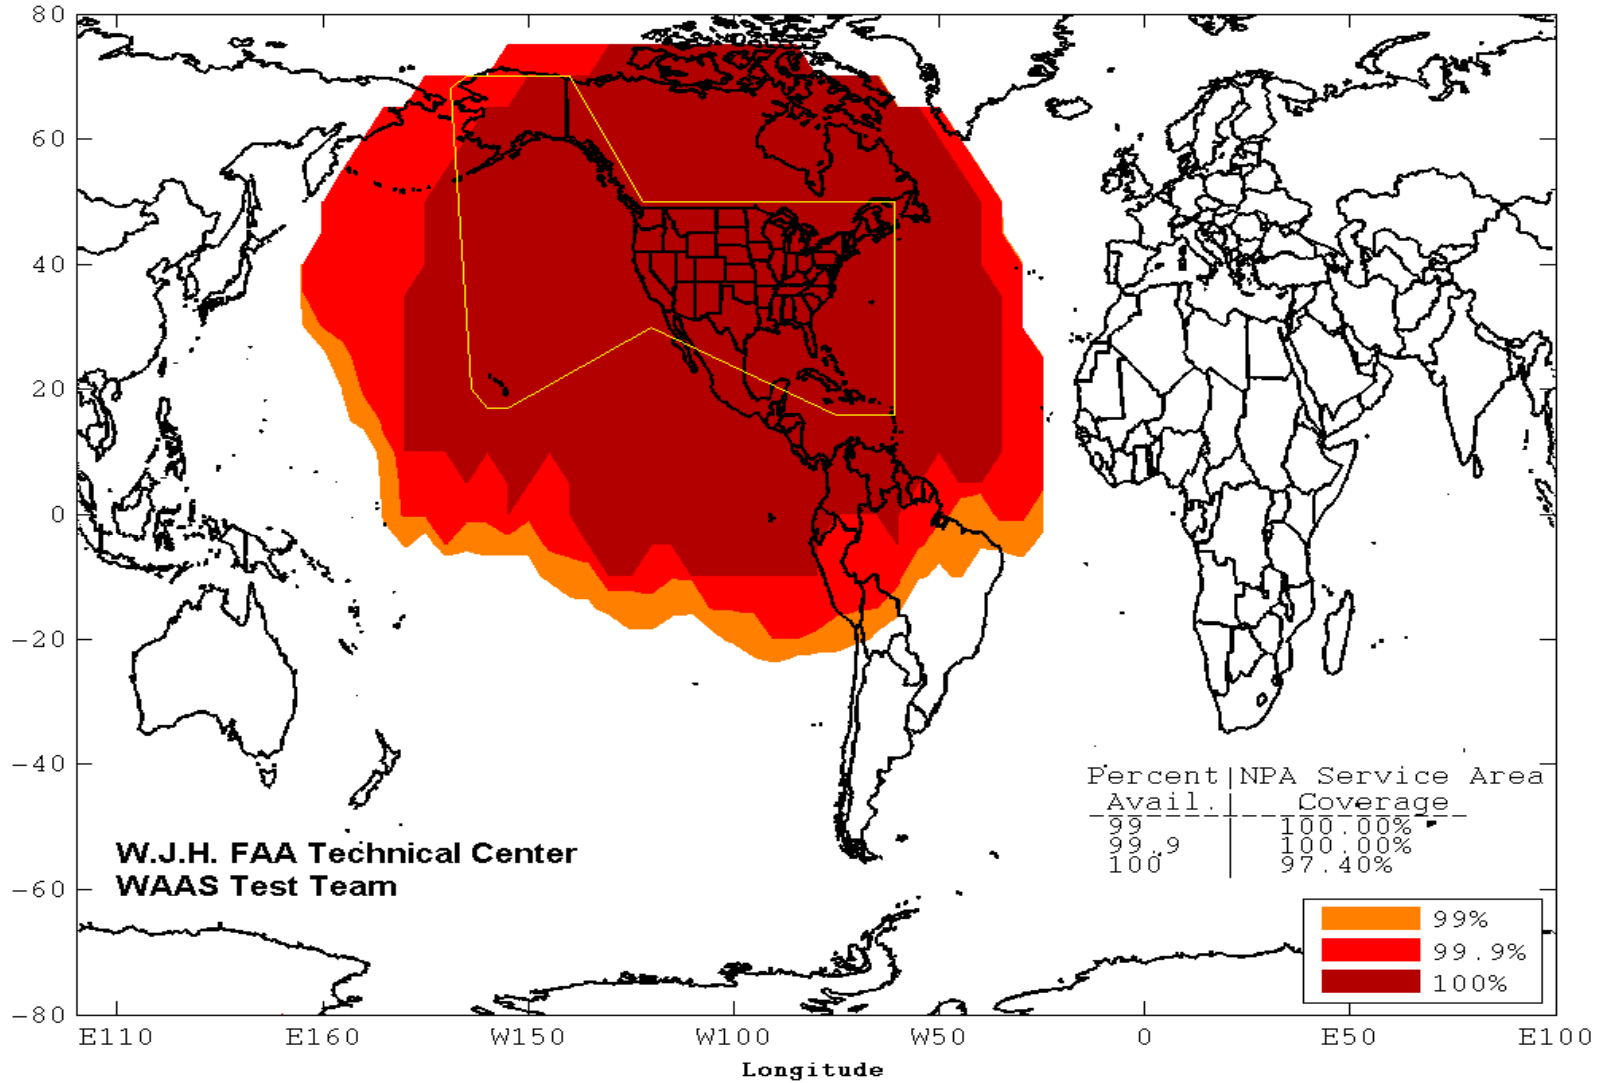 80
60
40
20
0
−20
−40
−60
−80
Percent|NPA Service Area
Avail.| Coverage
99 | 100.00%
99.9 | 100.00%
100 | 97.40%
W.J.H. FAA Technical Center
WAAS Test Team
99%
99.9%
100%
E110 E160 W150 W100 W50 0 E50 E100
Longitude